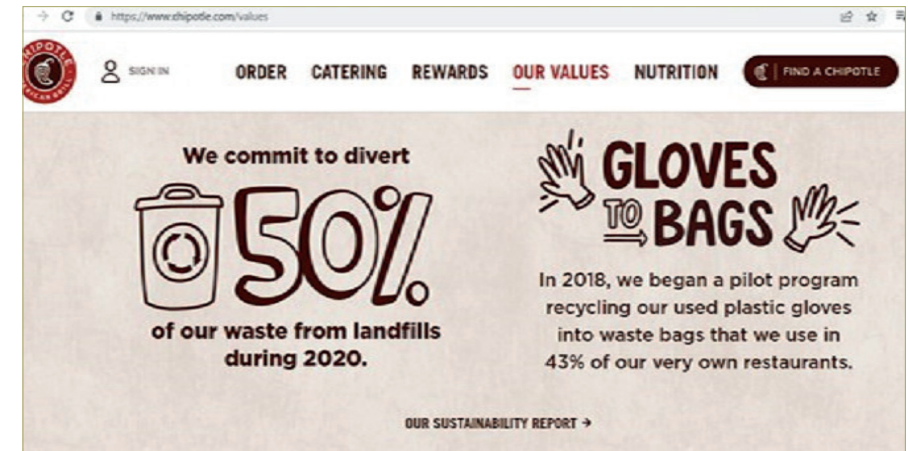 https://www.chipotle.com/values
CHIPOTLE
MEXICAN GRILL
SIGN IN
ORDER CATERING REWARDS OUR VALUES NUTRITION
FIND A CHIPOTLE
We commit to divert
50%
of our waste from landfills
during 2020.
GLOVES
TO BAGS
In 2018, we began a pilot program
recycling our used plastic gloves
into waste bags that we use in
43% of our very own restaurants.
OUR SUSTAINABILITY REPORT →